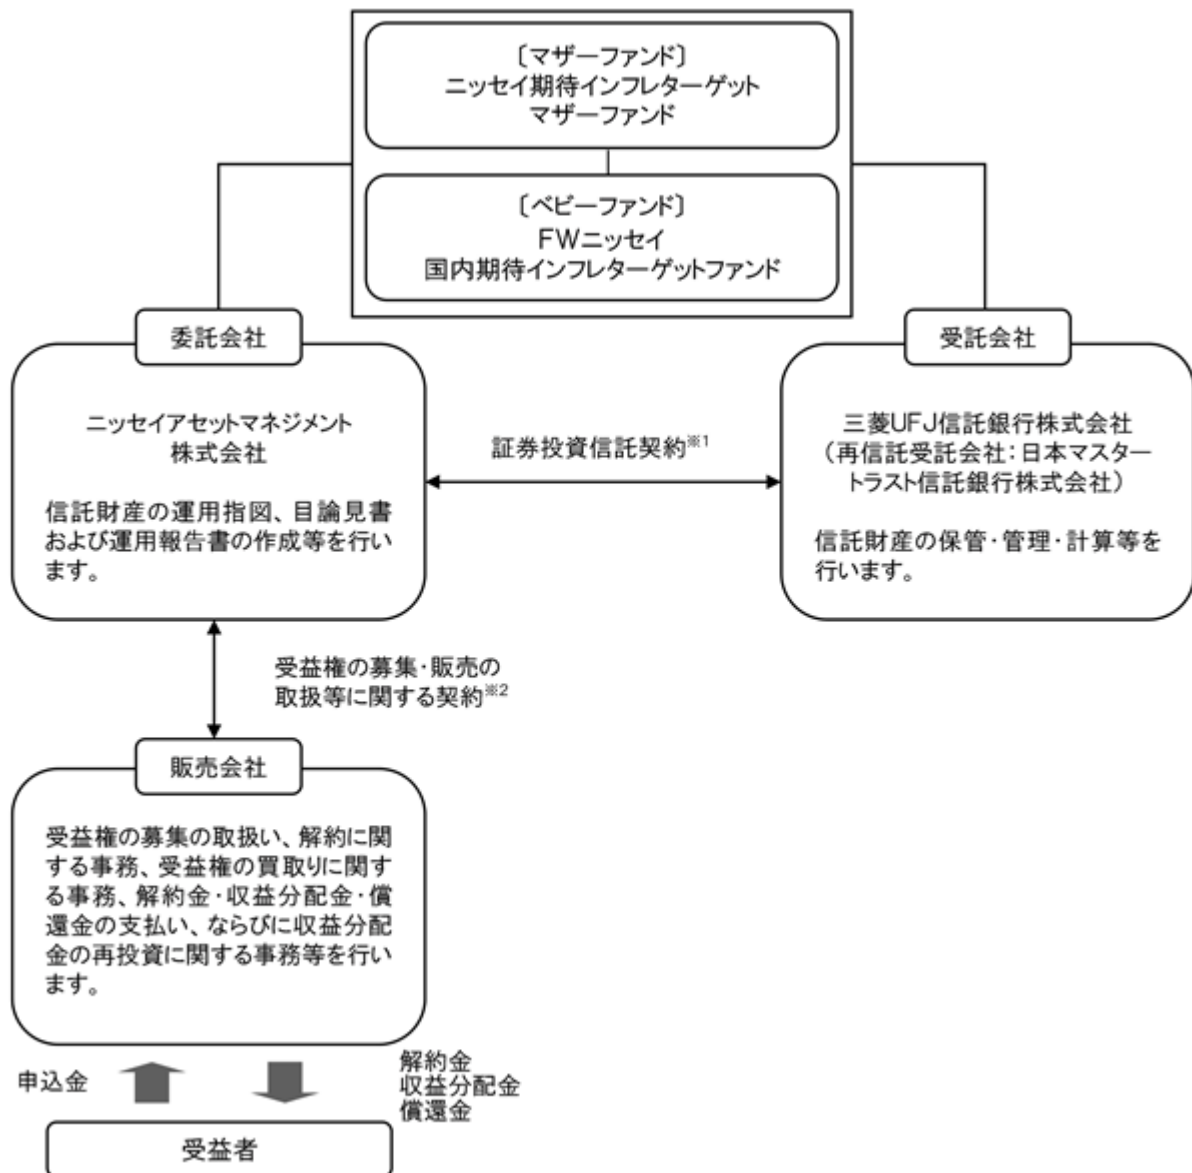 〔マザーファンド〕
ニッセイ期待インフレターゲット
マザーファンド
〔ベビーファンド〕
FWニッセイ
国内期待インフレターゲットファンド
委託会社
ニッセイアセットマネジメント
株式会社
信託財産の運用指図、目論見書
および運用報告書の作成等を行い
ます。
証券投資信託契約※1
受託会社
三菱UFJ信託銀行株式会社
（再信託受託会社：日本マスター
トラスト信託銀行株式会社）
信託財産の保管・管理・計算等を
行います。
受益権の募集・販売の
取扱等に関する契約※2
販売会社
受益権の募集の取扱い、解約に関
する事務、受益権の買取りに関す
る事務、解約金・収益分配金・償
還金の支払い、ならびに収益分配
金の再投資に関する事務等を行い
ます。
申込金
解約金
収益分配金
償還金
受益者